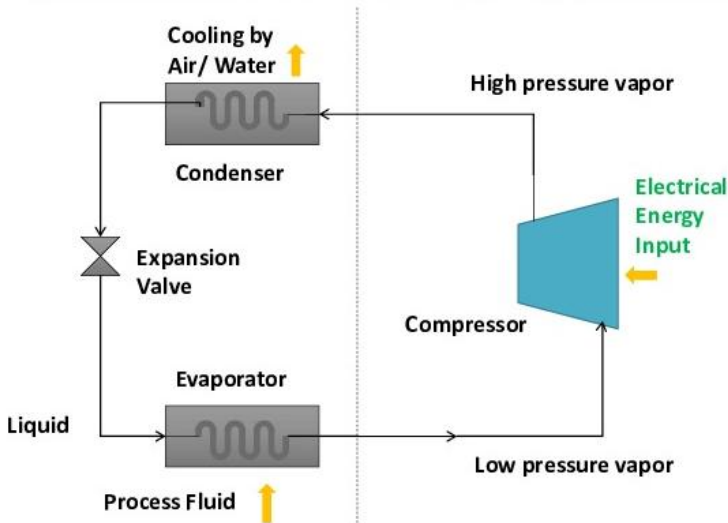 Cooling by
Air/ Water
High pressure vapor
Condenser
Electrical
Energy
Input
Expansion
Valve
Compressor
Evaporator
Liquid
Low pressure vapor
Process Fluid